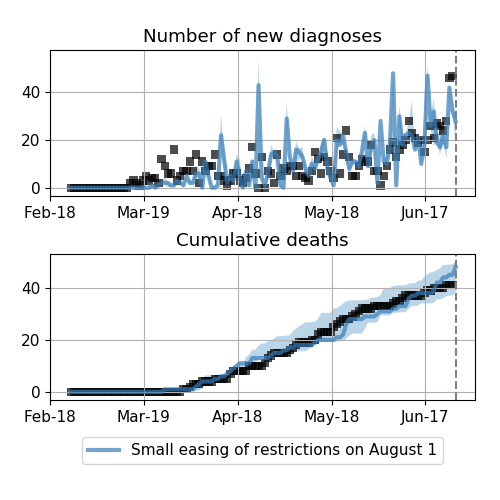 Number of new diagnoses
40
20
0
Feb-18 Mar-19 Apr-18 May-18 Jun-17
Cumulative deaths
40
20
0
Feb-18 Mar-19 Apr-18 May-18 Jun-17
Small easing of restrictions on August 1